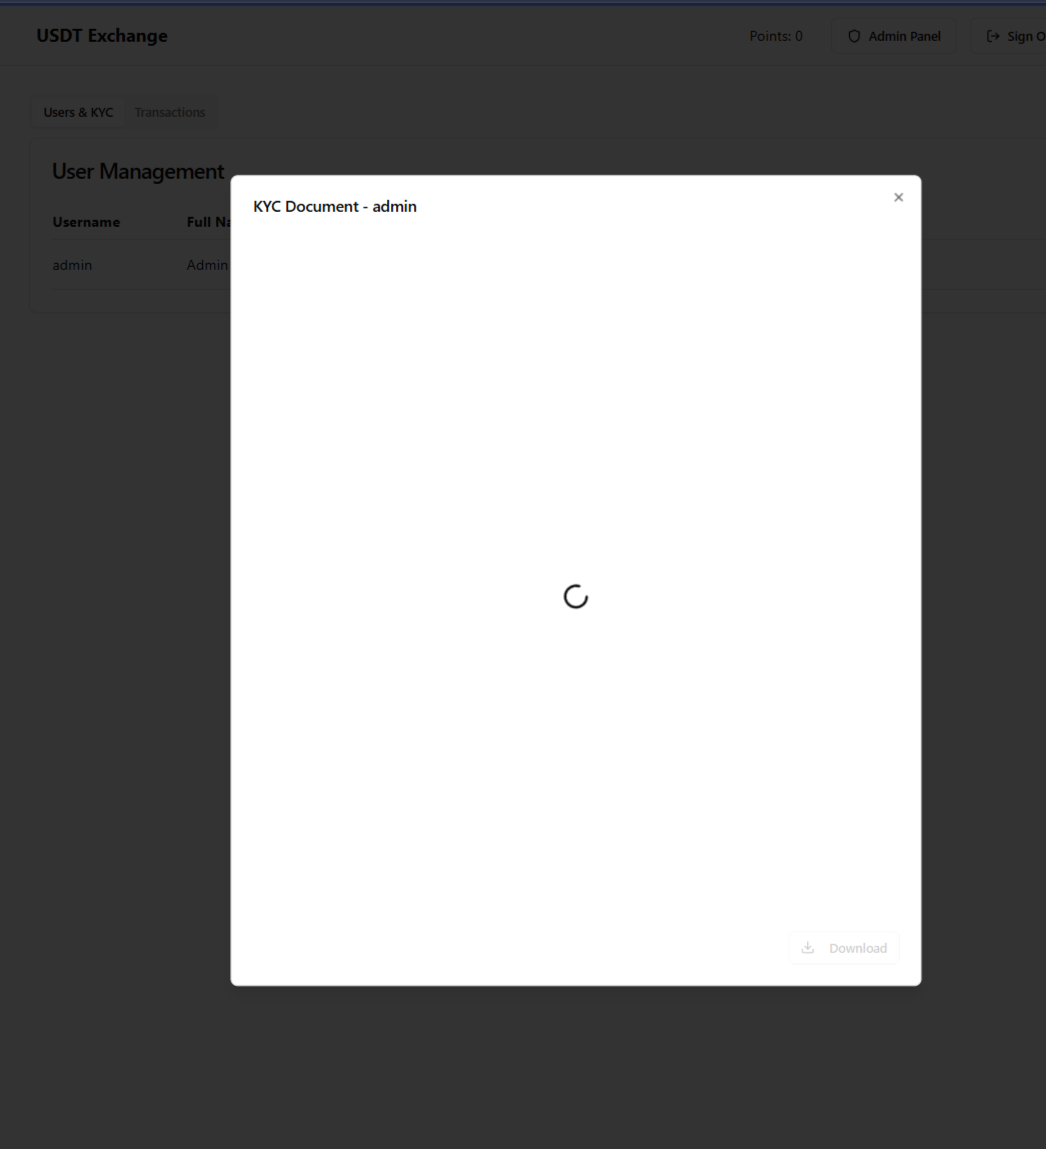 USDT Exchange
Points: 0
Admin Panel
Sign O
Users & KYC
Transactions
User Management
Username
Full Na
admin
Admin
KYC Document - admin
Download